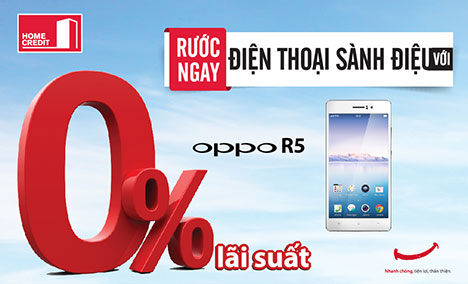 HOME
CREDIT
RƯỚC
NGAY
ĐIỆN THOẠI SÀNH ĐIỆU VỚI
0%
lãi suất
oppo R5
Nhanh chóng, tiện lợi, thân thiện.